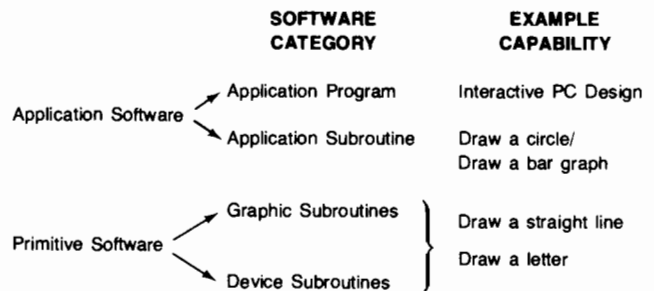 SOFTWARE EXAMPLE
CATEGORY CAPABILITY
Application Program Interactive PC Design
Application Software
Application Subroutine Draw a circle/
Draw a bar graph
Graphic Subroutines
Draw a straight line
Primitive Software
Draw a letter
Device Subroutines